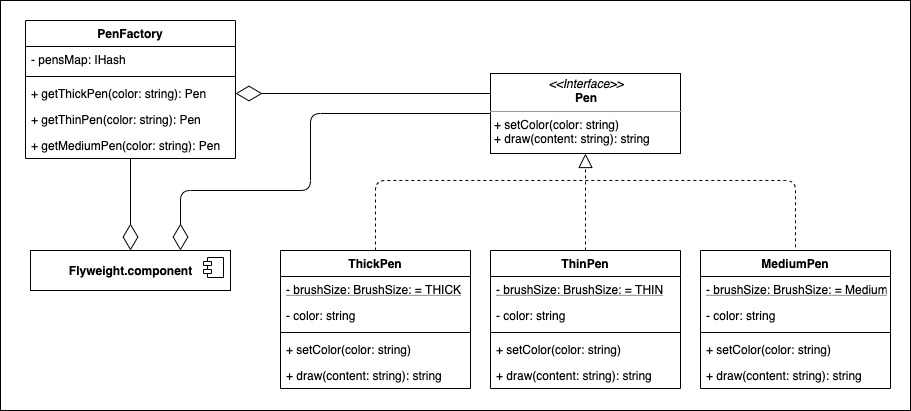 PenFactory
- pensMap: IHash
+ getThickPen(color: string): Pen
+ getThinPen(color: string): Pen
+ getMediumPen(color: string): Pen
<<Interface>>
Pen
+ setColor(color: string)
+ draw(content: string): string
Flyweight.component
ThickPen
- brushSize: BrushSize: = THICK
- color: string
+ setColor(color: string)
+ draw(content: string): string
ThinPen
- brushSize: BrushSize: = THIN
- color: string
+ setColor(color: string)
+ draw(content: string): string
MediumPen
- brushSize: BrushSize: = Medium
- color: string
+ setColor(color: string)
+ draw(content: string): string